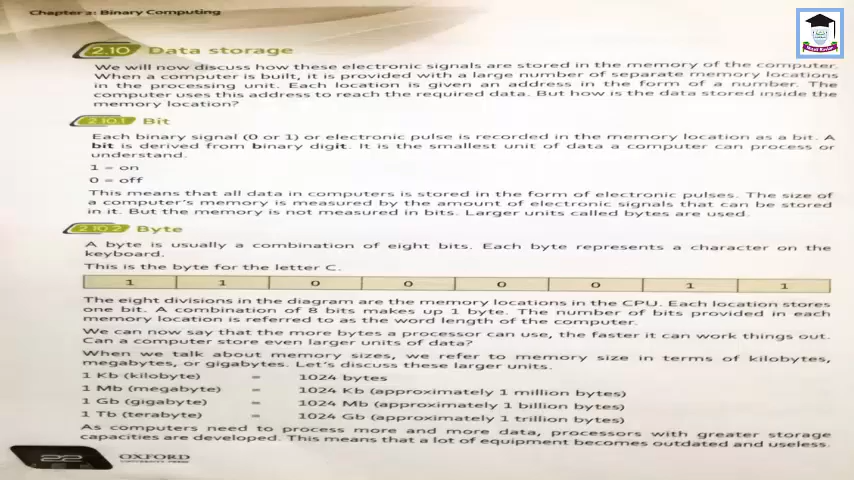 Chapter 2: Binary Computing
2.10 Data storage
We will now discuss how these electronic signals are stored in the memory of the computer.
When a computer is built, it is provided with a large number of separate memory locations
in the processing unit. Each location is given an address in the form of a number. The
computer uses this address to reach the required data. But how is the data stored inside the
memory location?
2.10.1 Bit
Each binary signal (0 or 1) or electronic pulse is recorded in the memory location as a bit. A
bit is derived from binary digit. It is the smallest unit of data a computer can process or
understand.
1 = on
0 = off
This means that all data in computers is stored in the form of electronic pulses. The size of
a computer's memory is measured by the amount of electronic signals that can be stored
in it. But the memory is not measured in bits. Larger units called bytes are used.
2.10.2 Byte
A byte is usually a combination of eight bits. Each byte represents a character on the
keyboard.
This is the byte for the letter C.
1 1 0 0 0 0 1 1
The eight divisions in the diagram are the memory locations in the CPU. Each location stores
one bit. A combination of 8 bits makes up 1 byte. The number of bits provided in each
memory location is referred to as the word length of the computer.
We can now say that the more bytes a processor can use, the faster it can work things out.
Can a computer store even larger units of data?
When we talk about memory sizes, we refer to memory size in terms of kilobytes,
megabytes, or gigabytes. Let's discuss these larger units.
1 Kb (kilobyte) = 1024 bytes
1 Mb (megabyte) = 1024 Kb (approximately 1 million bytes)
1 Gb (gigabyte) = 1024 Mb (approximately 1 billion bytes)
1 Tb (terabyte) = 1024 Gb (approximately 1 trillion bytes)
As computers need to process more and more data, processors with greater storage
capacities are developed. This means that a lot of equipment becomes outdated and useless.
22 OXFORD
UNIVERSITY PRESS